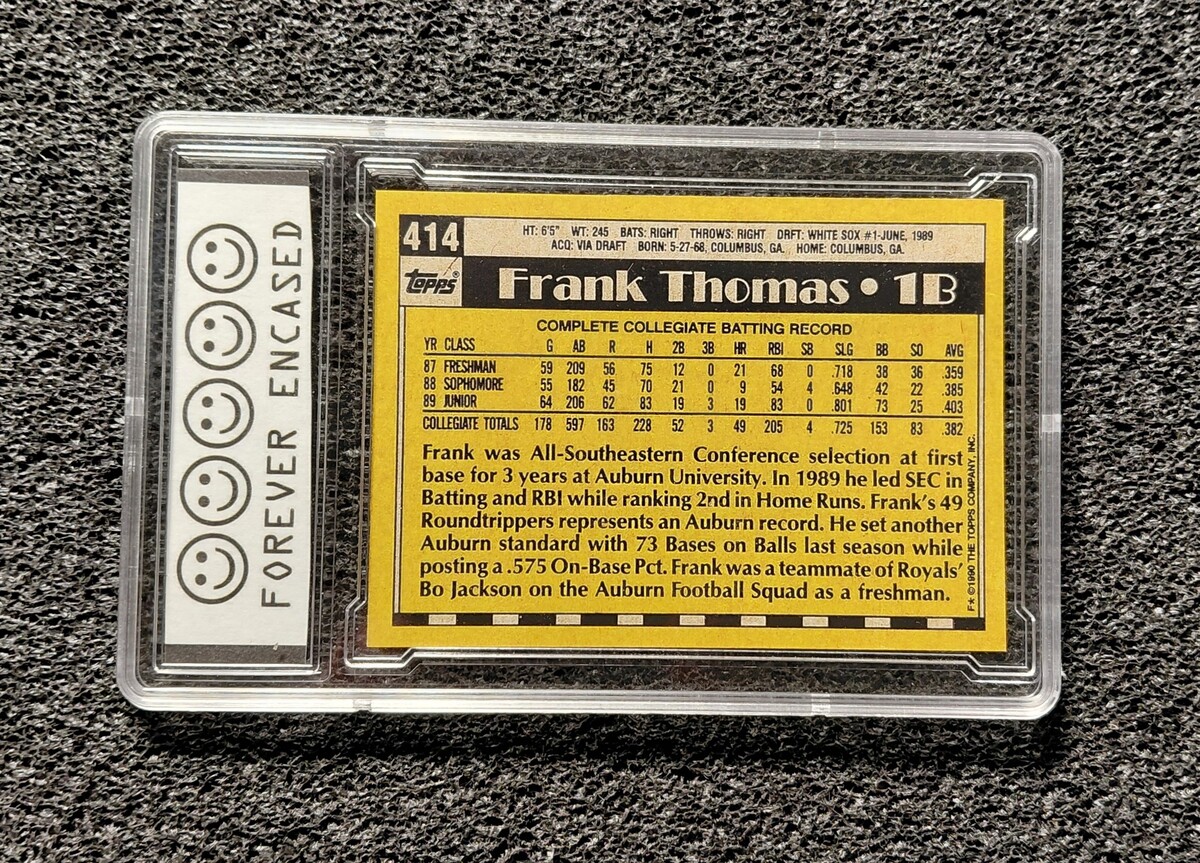 FOREVER ENCASED
414
HT: 6'5" WT: 245 BATS: RIGHT THROWS: RIGHT DRFT: WHITE SOX #1-JUNE, 1989
ACQ: VIA DRAFT BORN: 5-27-68, COLUMBUS, GA. HOME: COLUMBUS, GA.
topps®
Frank Thomas • 1B
COMPLETE COLLEGIATE BATTING RECORD
YR CLASS G AB R H 2B 3B HR RBI SB SLG BB SO AVG
87 FRESHMAN 59 209 56 75 12 0 21 68 0 .718 38 36 .359
88 SOPHOMORE 55 182 45 70 21 0 9 54 4 .648 42 22 .385
89 JUNIOR 64 206 62 83 19 3 19 83 0 .801 73 25 .403
COLLEGIATE TOTALS 178 597 163 228 52 3 49 205 4 .725 153 83 .382
Frank was All-Southeastern Conference selection at first
base for 3 years at Auburn University. In 1989 he led SEC in
Batting and RBI while ranking 2nd in Home Runs. Frank's 49
Roundtrippers represents an Auburn record. He set another
Auburn standard with 73 Bases on Balls last season while
posting a .575 On-Base Pct. Frank was a teammate of Royals'
Bo Jackson on the Auburn Football Squad as a freshman.
F★ ©1990 THE TOPPS COMPANY, INC.